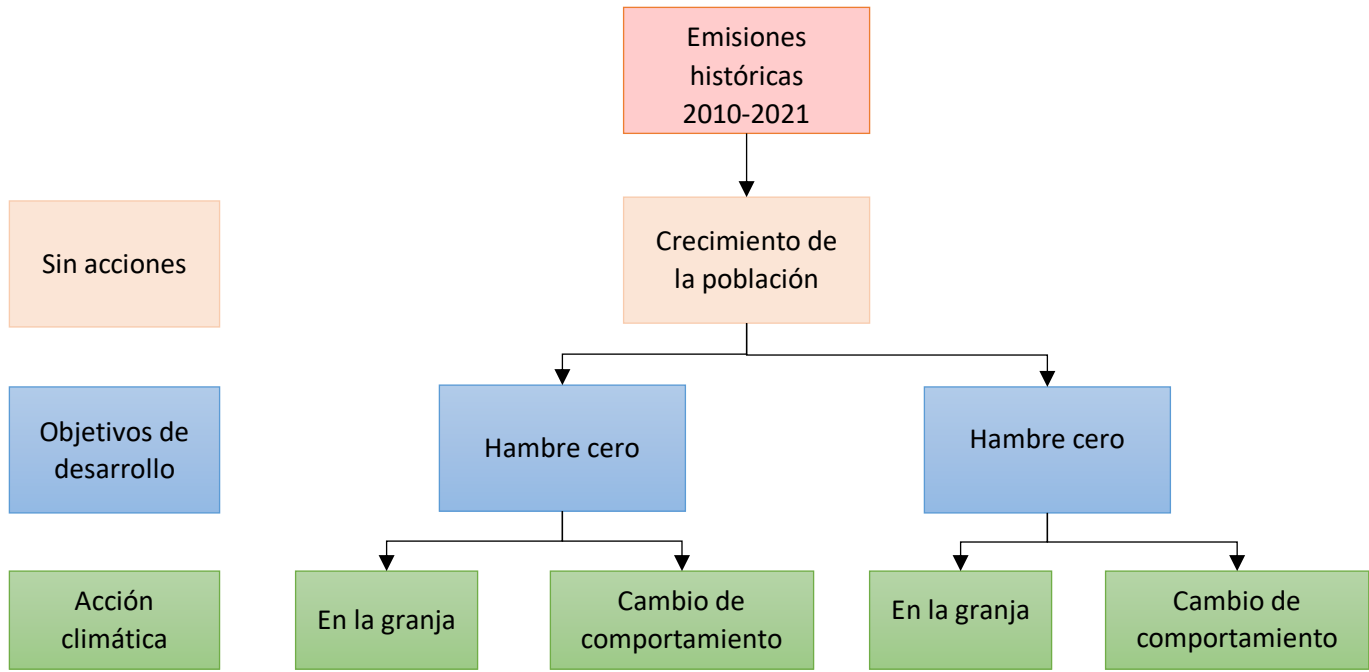 Emisiones
históricas
2010-2021
Sin acciones
Crecimiento de
la población
Objetivos de
desarrollo
Hambre cero
Hambre cero
Acción
climática
En la granja
Cambio de
comportamiento
En la granja
Cambio de
comportamiento